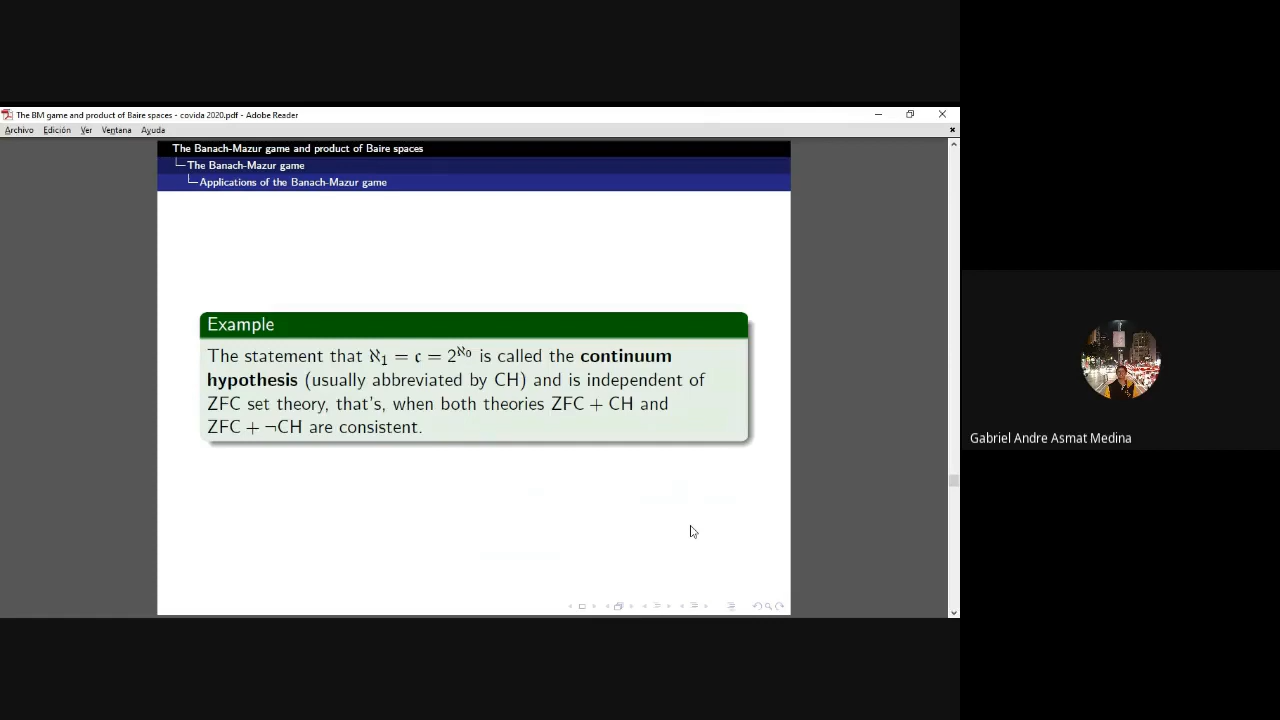 The BM game and product of Baire spaces - covida 2020.pdf - Adobe Reader
Archivo Edición Ver Ventana Ayuda
The Banach-Mazur game and product of Baire spaces
The Banach-Mazur game
Applications of the Banach-Mazur game
Example
The statement that ℵ₁ = 𝔠 = 2^ℵ₀ is called the continuum
hypothesis (usually abbreviated by CH) and is independent of
ZFC set theory, that's, when both theories ZFC + CH and
ZFC + ¬CH are consistent.
Gabriel Andre Asmat Medina